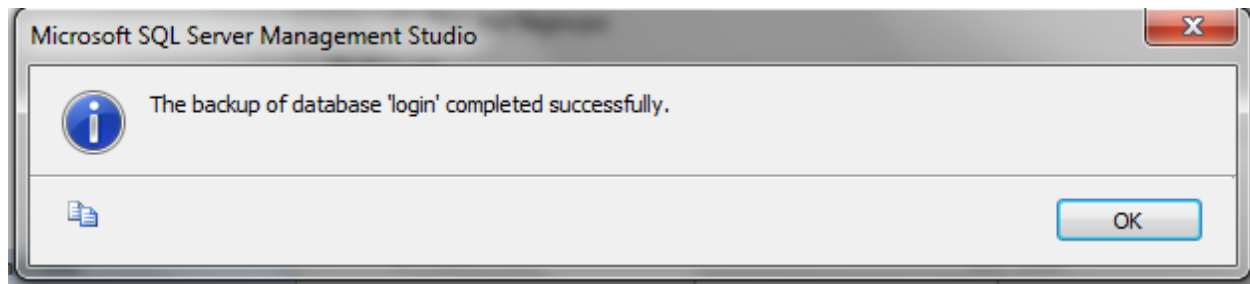 Microsoft SQL Server Management Studio
The backup of database 'login' completed successfully.
OK